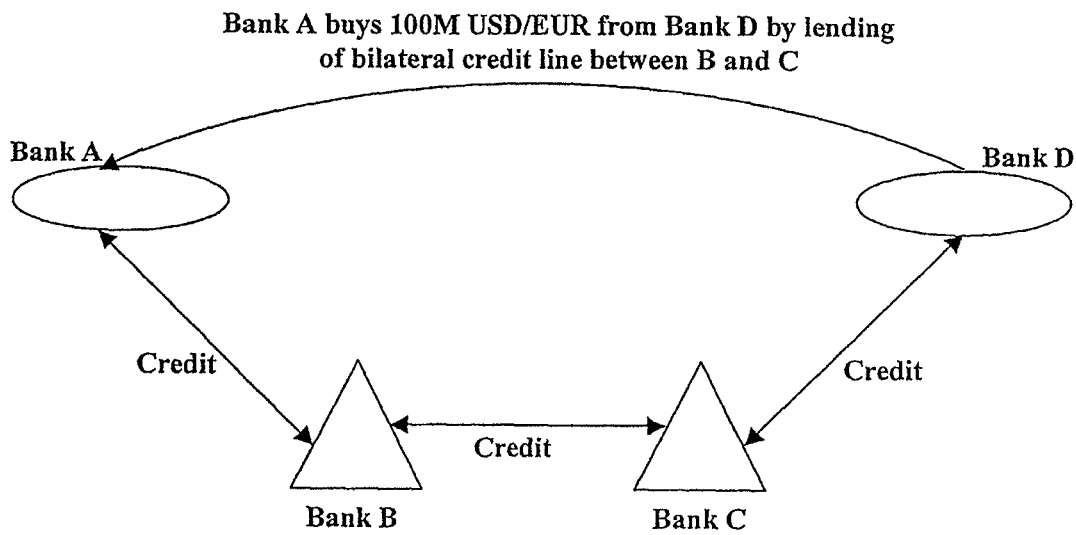 Bank A buys 100M USD/EUR from Bank D by lending
of bilateral credit line between B and C
Bank A
Bank D
Credit
Credit
Credit
Bank B
Bank C